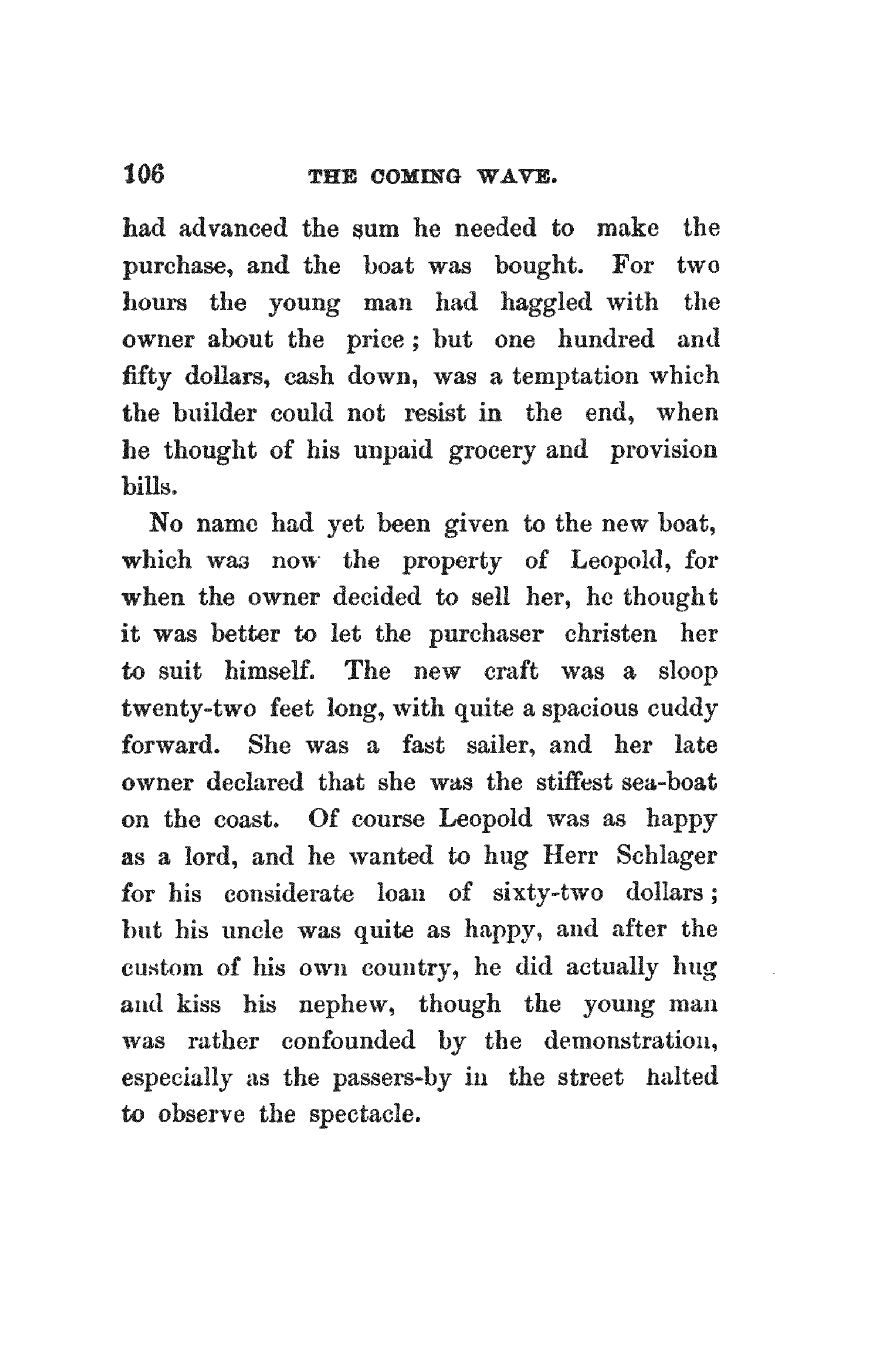 106 THE COMING WAVE.
had advanced the sum he needed to make the
purchase, and the boat was bought. For two
hours the young man had haggled with the
owner about the price ; but one hundred and
fifty dollars, cash down, was a temptation which
the builder could not resist in the end, when
he thought of his unpaid grocery and provision
bills.
No name had yet been given to the new boat,
which was now the property of Leopold, for
when the owner decided to sell her, he thought
it was better to let the purchaser christen her
to suit himself. The new craft was a sloop
twenty-two feet long, with quite a spacious cuddy
forward. She was a fast sailer, and her late
owner declared that she was the stiffest sea-boat
on the coast. Of course Leopold was as happy
as a lord, and he wanted to hug Herr Schlager
for his considerate loan of sixty-two dollars ;
but his uncle was quite as happy, and after the
custom of his own country, he did actually hug
and kiss his nephew, though the young man
was rather confounded by the demonstration,
especially as the passers-by in the street halted
to observe the spectacle.